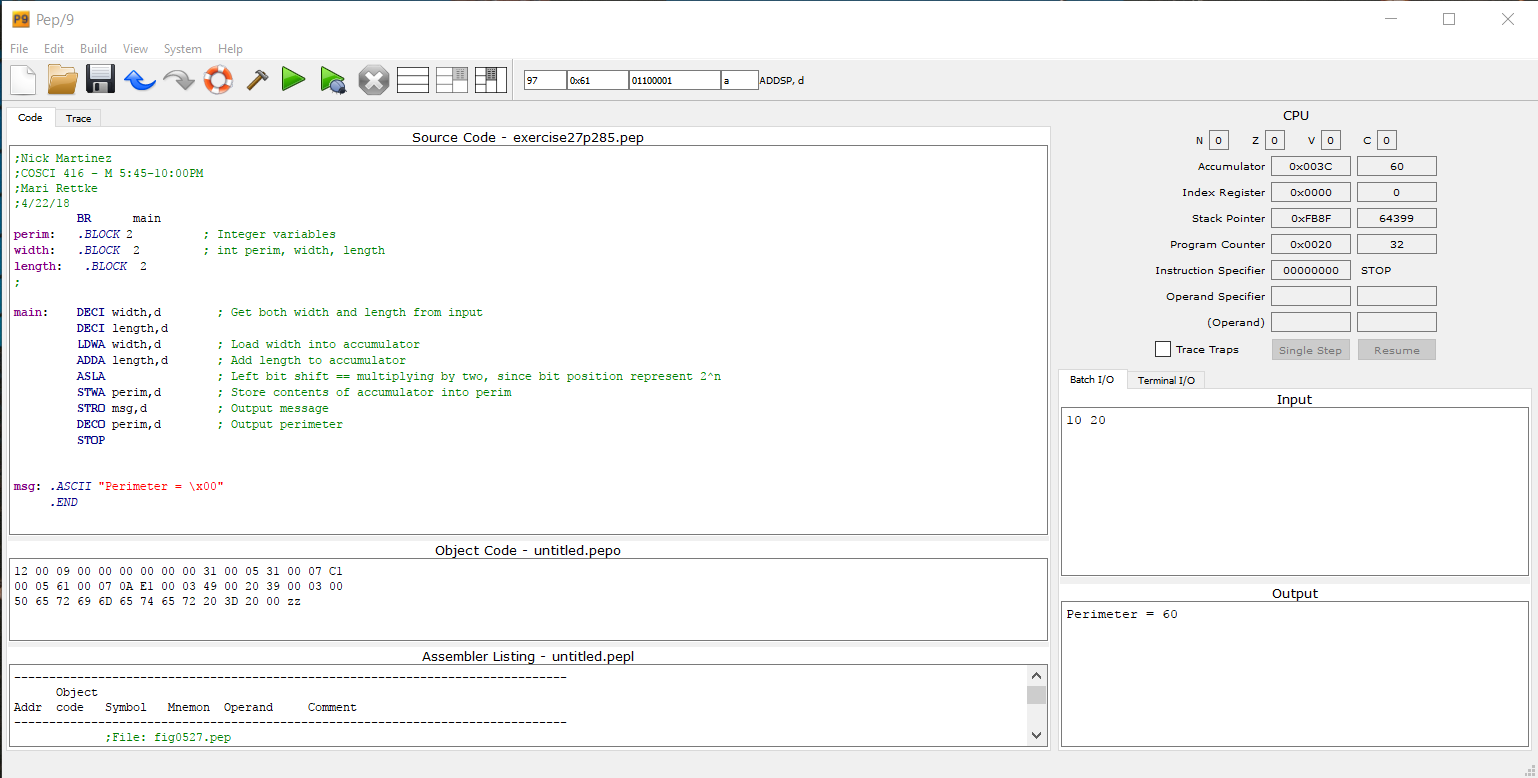 P9 Pep/9
File Edit Build View System Help
97 0x61 01100001 a ADDSP, d
Code Trace
Source Code - exercise27p285.pep
;Nick Martinez
;COSCI 416 - M 5:45-10:00PM
;Mari Rettke
;4/22/18
BR main
perim: .BLOCK 2 ; Integer variables
width: .BLOCK 2 ; int perim, width, length
length: .BLOCK 2
;
main: DECI width,d ; Get both width and length from input
DECI length,d
LDWA width,d ; Load width into accumulator
ADDA length,d ; Add length to accumulator
ASLA ; Left bit shift == multiplying by two, since bit position represent 2^n
STWA perim,d ; Store contents of accumulator into perim
STRO msg,d ; Output message
DECO perim,d ; Output perimeter
STOP
msg: .ASCII "Perimeter = \x00"
.END
Object Code - untitled.pepo
12 00 09 00 00 00 00 00 00 31 00 05 31 00 07 C1
00 05 61 00 07 0A E1 00 03 49 00 20 39 00 03 00
50 65 72 69 6D 65 74 65 72 20 3D 20 00 zz
Assembler Listing - untitled.pepl
-------------------------------------------------------------------------------
Object
Addr code Symbol Mnemon Operand Comment
-------------------------------------------------------------------------------
;File: fig0527.pep
CPU
N 0 Z 0 V 0 C 0
Accumulator 0x003C 60
Index Register 0x0000 0
Stack Pointer 0xFB8F 64399
Program Counter 0x0020 32
Instruction Specifier 00000000 STOP
Operand Specifier
(Operand)
Trace Traps Single Step Resume
Batch I/O Terminal I/O
Input
10 20
Output
Perimeter = 60